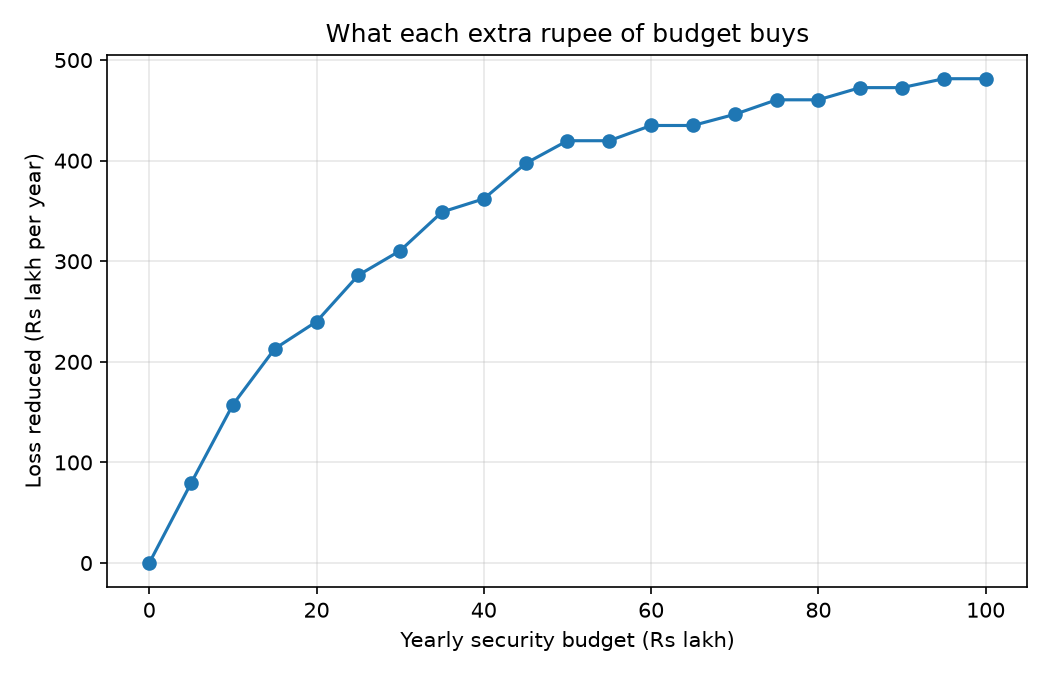 What each extra rupee of budget buys
Loss reduced (Rs lakh per year)
500
400
300
200
100
0
0 20 40 60 80 100
Yearly security budget (Rs lakh)